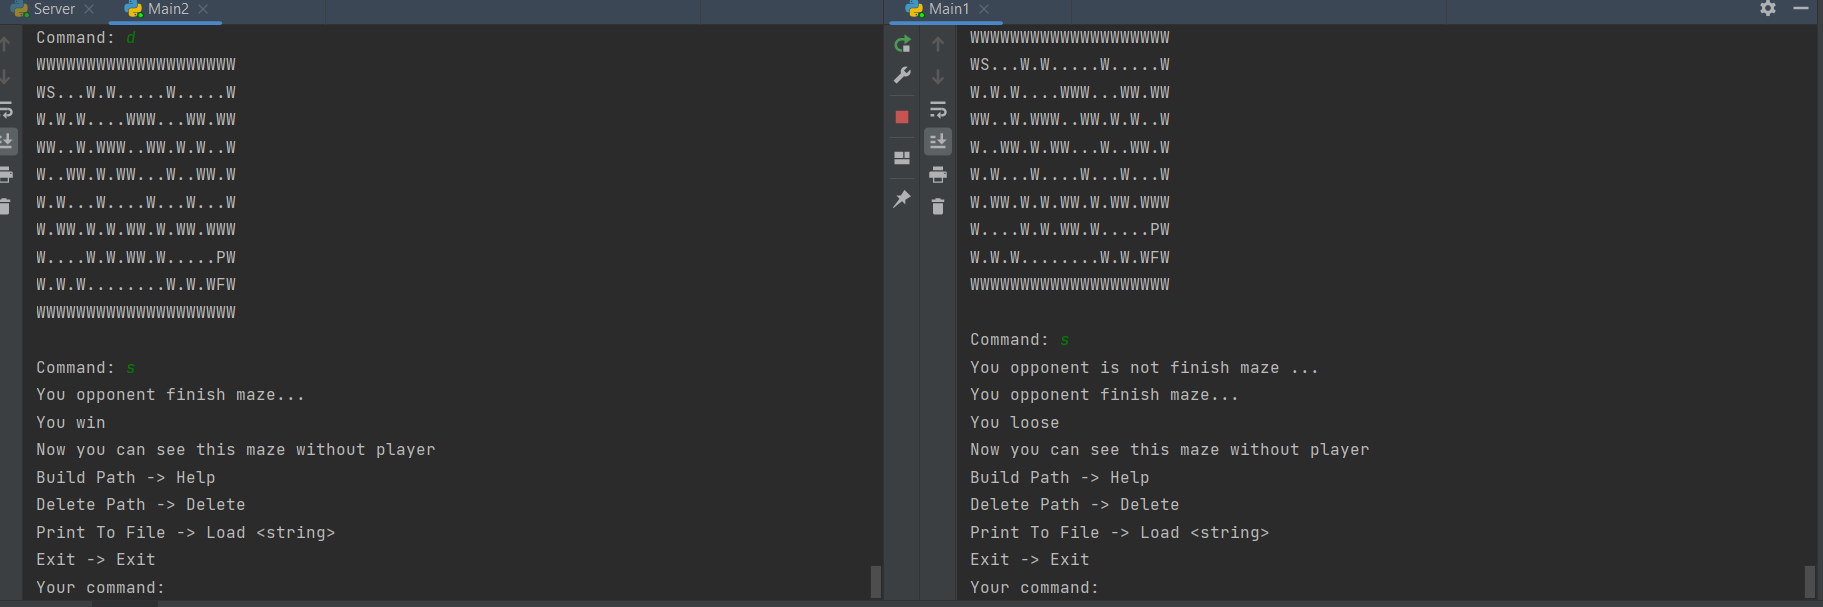 Server
Main2
Command: d
WWWWWWWWWWWWWWWWWWWW
WS...W.W.....W.....W
W.W.W....WWW...WW.WW
WW..W.WWW..WW.W.W..W
W..WW.W.WW...W..WW.W
W.W...W....W...W...W
W.WW.W.W.WW.W.WW.WWW
W....W.W.WW.W.....PW
W.W.W........W.W.WFW
WWWWWWWWWWWWWWWWWWWW
Command: s
You opponent finish maze...
You win
Now you can see this maze without player
Build Path -> Help
Delete Path -> Delete
Print To File -> Load <string>
Exit -> Exit
Your command:
Main1
WWWWWWWWWWWWWWWWWWWW
WS...W.W.....W.....W
W.W.W....WWW...WW.WW
WW..W.WWW..WW.W.W..W
W..WW.W.WW...W..WW.W
W.W...W....W...W...W
W.WW.W.W.WW.W.WW.WWW
W....W.W.WW.W.....PW
W.W.W........W.W.WFW
WWWWWWWWWWWWWWWWWWWW
Command: s
You opponent is not finish maze ...
You opponent finish maze...
You loose
Now you can see this maze without player
Build Path -> Help
Delete Path -> Delete
Print To File -> Load <string>
Exit -> Exit
Your command: